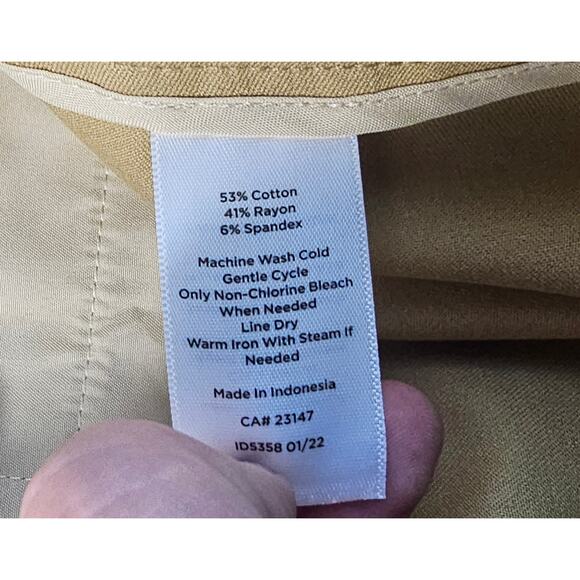 53% Cotton
41% Rayon
6% Spandex
Machine Wash Cold
Gentle Cycle
Only Non-Chlorine Bleach
When Needed
Line Dry
Warm Iron With Steam If
Needed
Made In Indonesia
CA# 23147
ID5358 01/22